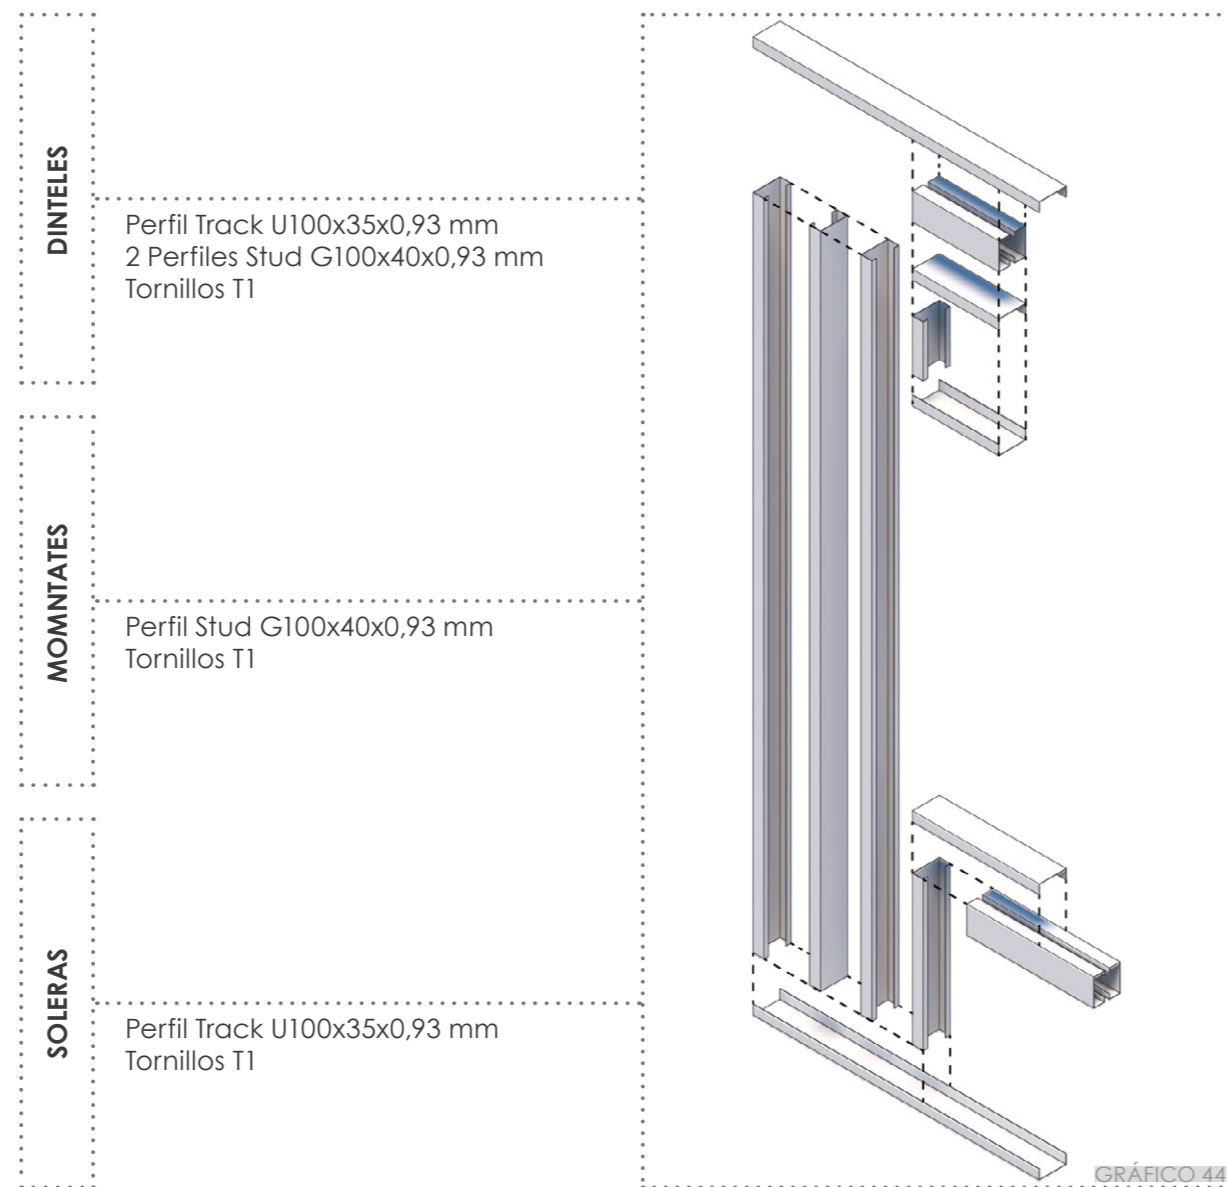 DINTELES
Perfil Track U100x35x0,93 mm
2 Perfiles Stud G100x40x0,93 mm
Tornillos T1
MOMNTATES
Perfil Stud G100x40x0,93 mm
Tornillos T1
SOLERAS
Perfil Track U100x35x0,93 mm
Tornillos T1
GRÁFICO 44